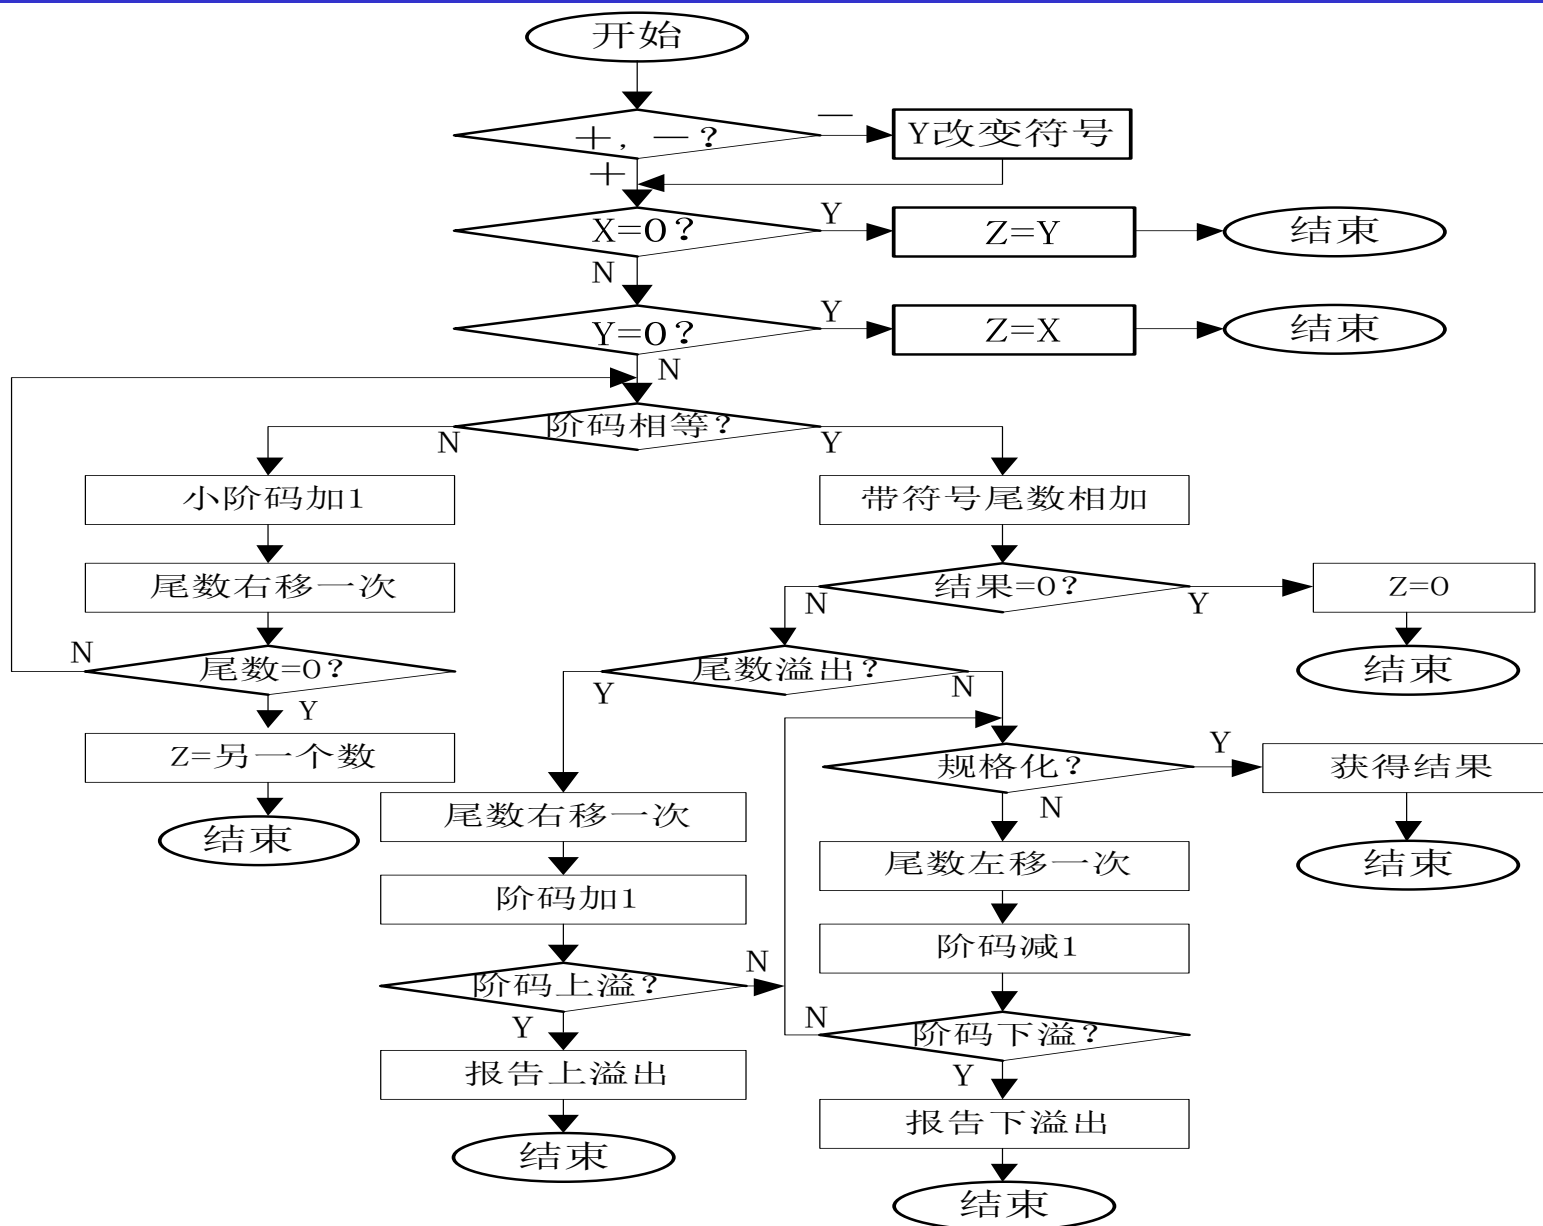 开始
+, －?
－
Y改变符号
+
X=0?
Y
Z=Y
结束
N
Y=0?
Y
Z=X
结束
N
阶码相等?
N
Y
小阶码加1
带符号尾数相加
尾数右移一次
结果=0?
N
Y
Z=0
尾数=0?
N
Y
尾数溢出?
Y
N
结束
Z=另一个数
规格化?
Y
获得结果
N
结束
尾数右移一次
尾数左移一次
结束
阶码加1
阶码减1
阶码上溢?
N
Y
阶码下溢?
N
Y
报告上溢出
报告下溢出
结束
结束